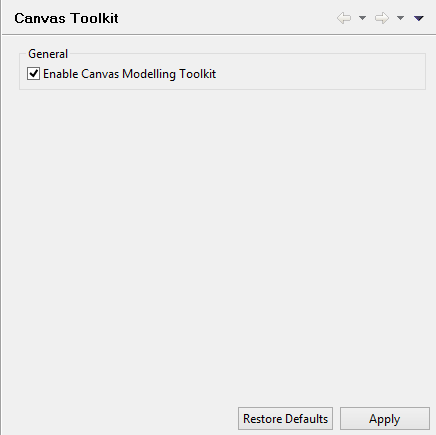 Canvas Toolkit
General
Enable Canvas Modelling Toolkit
Restore Defaults
Apply